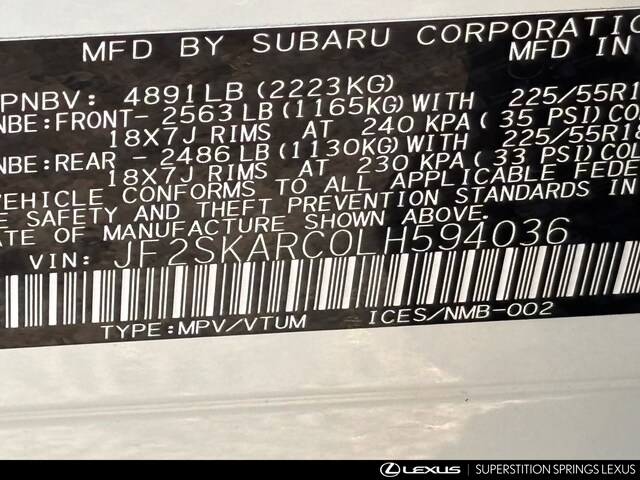 MFD BY SUBARU CORPORATION
MFD IN
PNBV: 4891LB (2223KG)
NBE:FRONT- 2563LB(1165KG)WITH 225/55R1
18X7J RIMS AT 240 KPA( 35 PSI)COL
NBE:REAR - 2486LB(1130KG)WITH 225/55R1
18X7J RIMS AT 230 KPA( 33 PSI)COL
VEHICLE CONFORMS TO ALL APPLICABLE FEDE
SAFETY, AND THEFT PREVENTION STANDARDS IN
ATE OF MANUFACTURE SHOWN ABOVE.
VIN: JF2SKARC0LH594036
TYPE:MPV/VTUM ICES/NMB-002
LEXUS | SUPERSTITION SPRINGS LEXUS